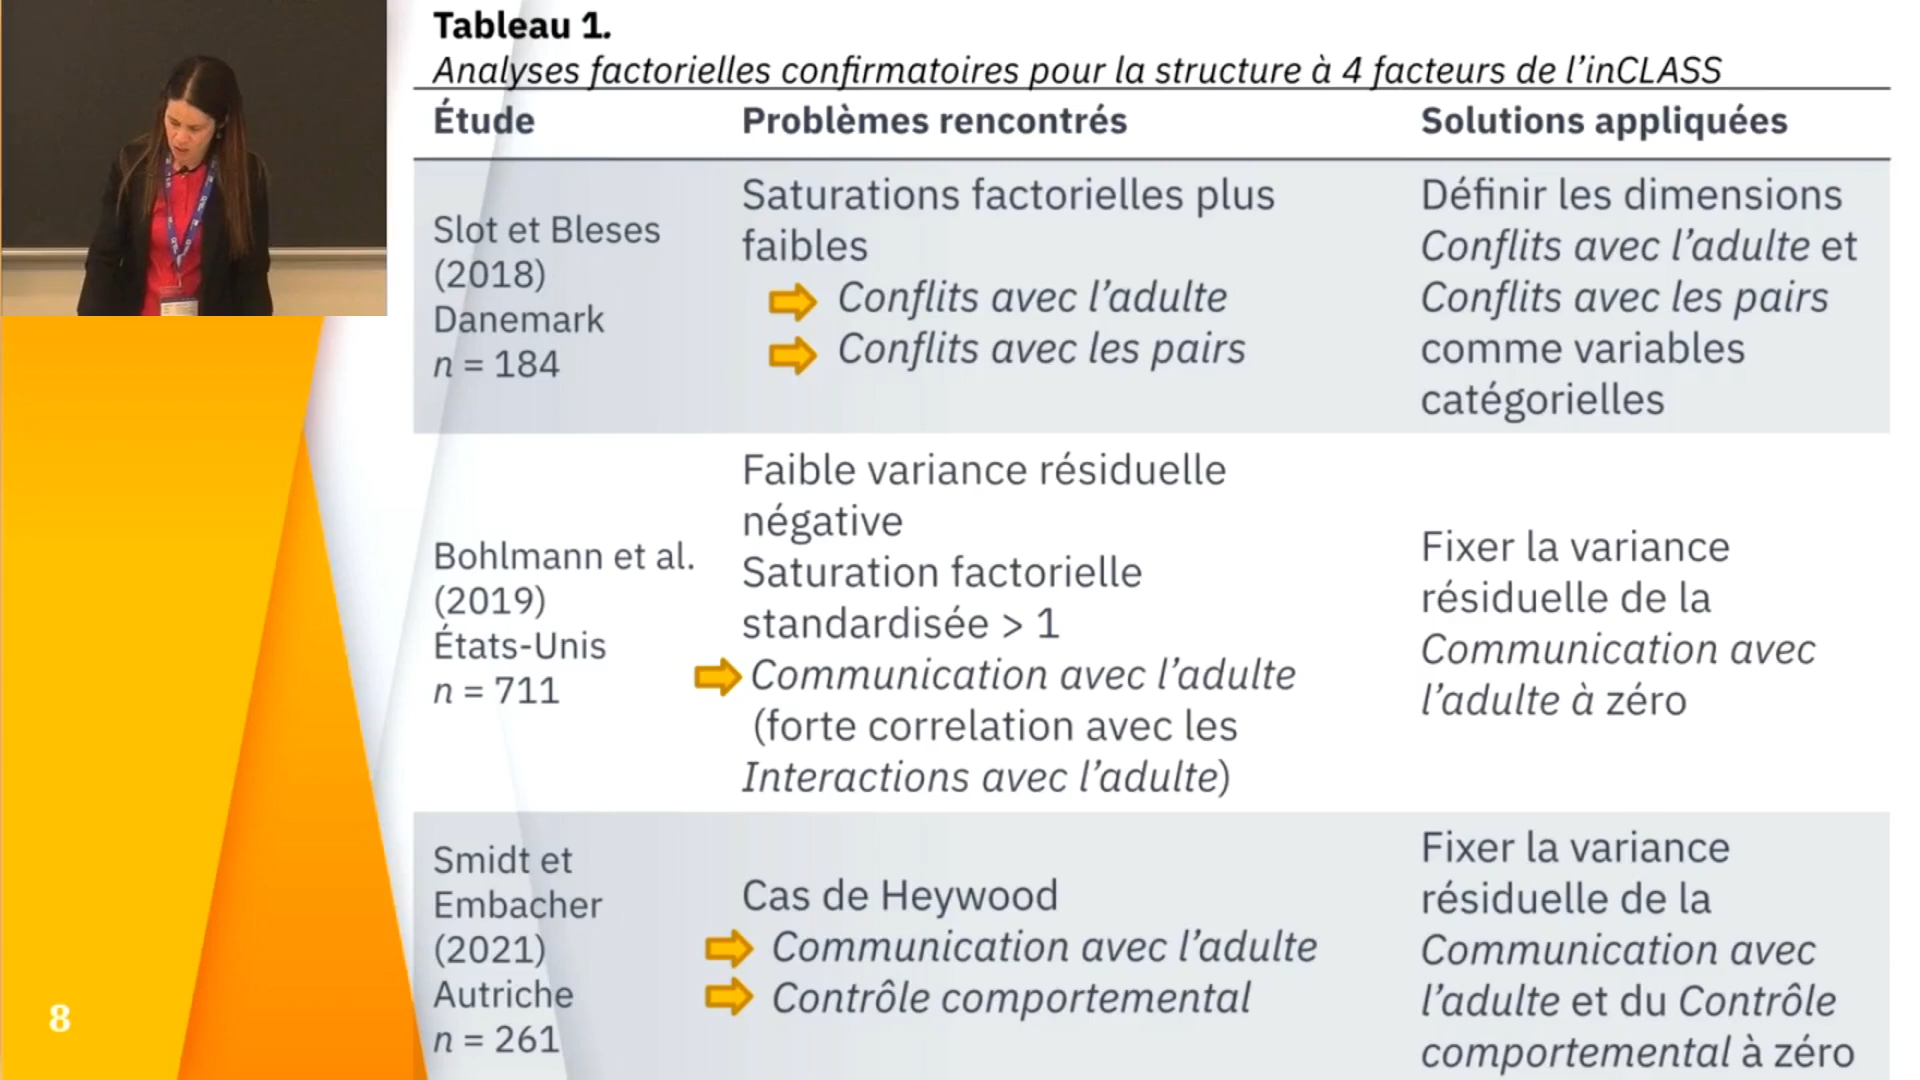 Tableau 1.
Analyses factorielles confirmatoires pour la structure à 4 facteurs de l'inCLASS
Étude
Problèmes rencontrés
Solutions appliquées
Slot et Bleses
(2018)
Danemark
n = 184
Saturations factorielles plus
faibles
Conflits avec l'adulte
Conflits avec les pairs
Définir les dimensions
Conflits avec l'adulte et
Conflits avec les pairs
comme variables
catégorielles
Bohlmann et al.
(2019)
États-Unis
n = 711
Faible variance résiduelle
négative
Saturation factorielle
standardisée > 1
Communication avec l'adulte
(forte correlation avec les
Interactions avec l'adulte)
Fixer la variance
résiduelle de la
Communication avec
l'adulte à zéro
Smidt et
Embacher
(2021)
Autriche
n = 261
Cas de Heywood
Communication avec l'adulte
Contrôle comportemental
Fixer la variance
résiduelle de la
Communication avec
l'adulte et du Contrôle
comportemental à zéro
8